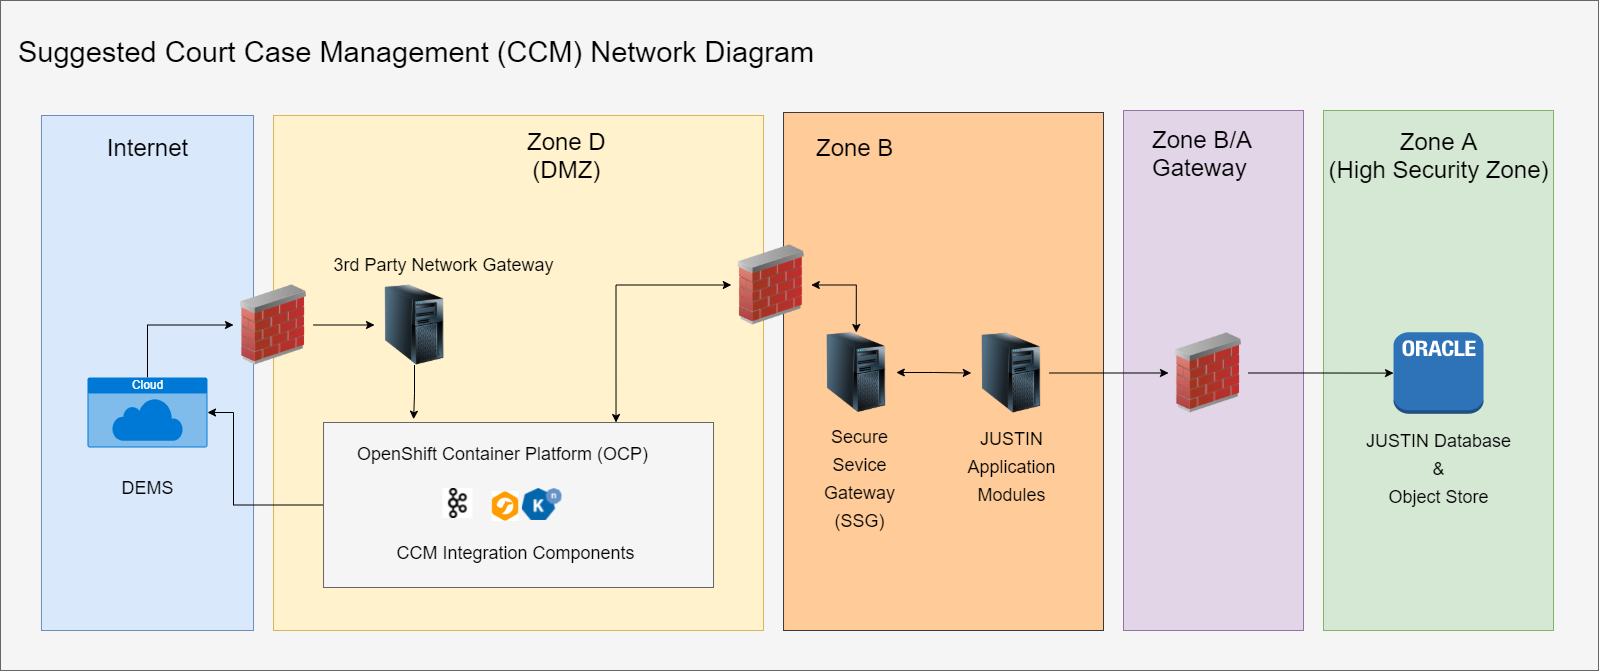 Suggested Court Case Management (CCM) Network Diagram
Internet
Zone D
(DMZ)
Zone B
Zone B/A
Gateway
Zone A
(High Security Zone)
3rd Party Network Gateway
Cloud
DEMS
OpenShift Container Platform (OCP)
K
n
CCM Integration Components
Secure
Sevice
Gateway
(SSG)
JUSTIN
Application
Modules
ORACLE
JUSTIN Database
&
Object Store